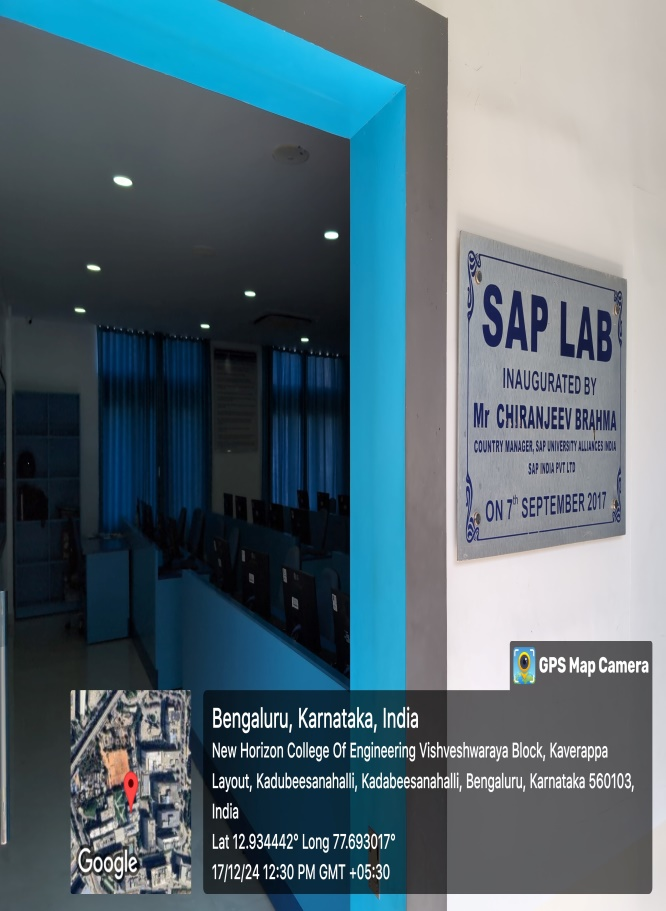 SAP LAB
INAUGURATED BY
Mr CHIRANJEEV BRAHMA
COUNTRY MANAGER, SAP UNIVERSITY ALLIANCES INDIA
SAP INDIA PVT LTD
ON 7th SEPTEMBER 2017
GPS Map Camera
Bengaluru, Karnataka, India
New Horizon College Of Engineering Vishveshwaraya Block, Kaverappa
Layout, Kadubeesanahalli, Kadabeesanahalli, Bengaluru, Karnataka 560103,
India
Lat 12.934442° Long 77.693017°
17/12/24 12:30 PM GMT +05:30
Google